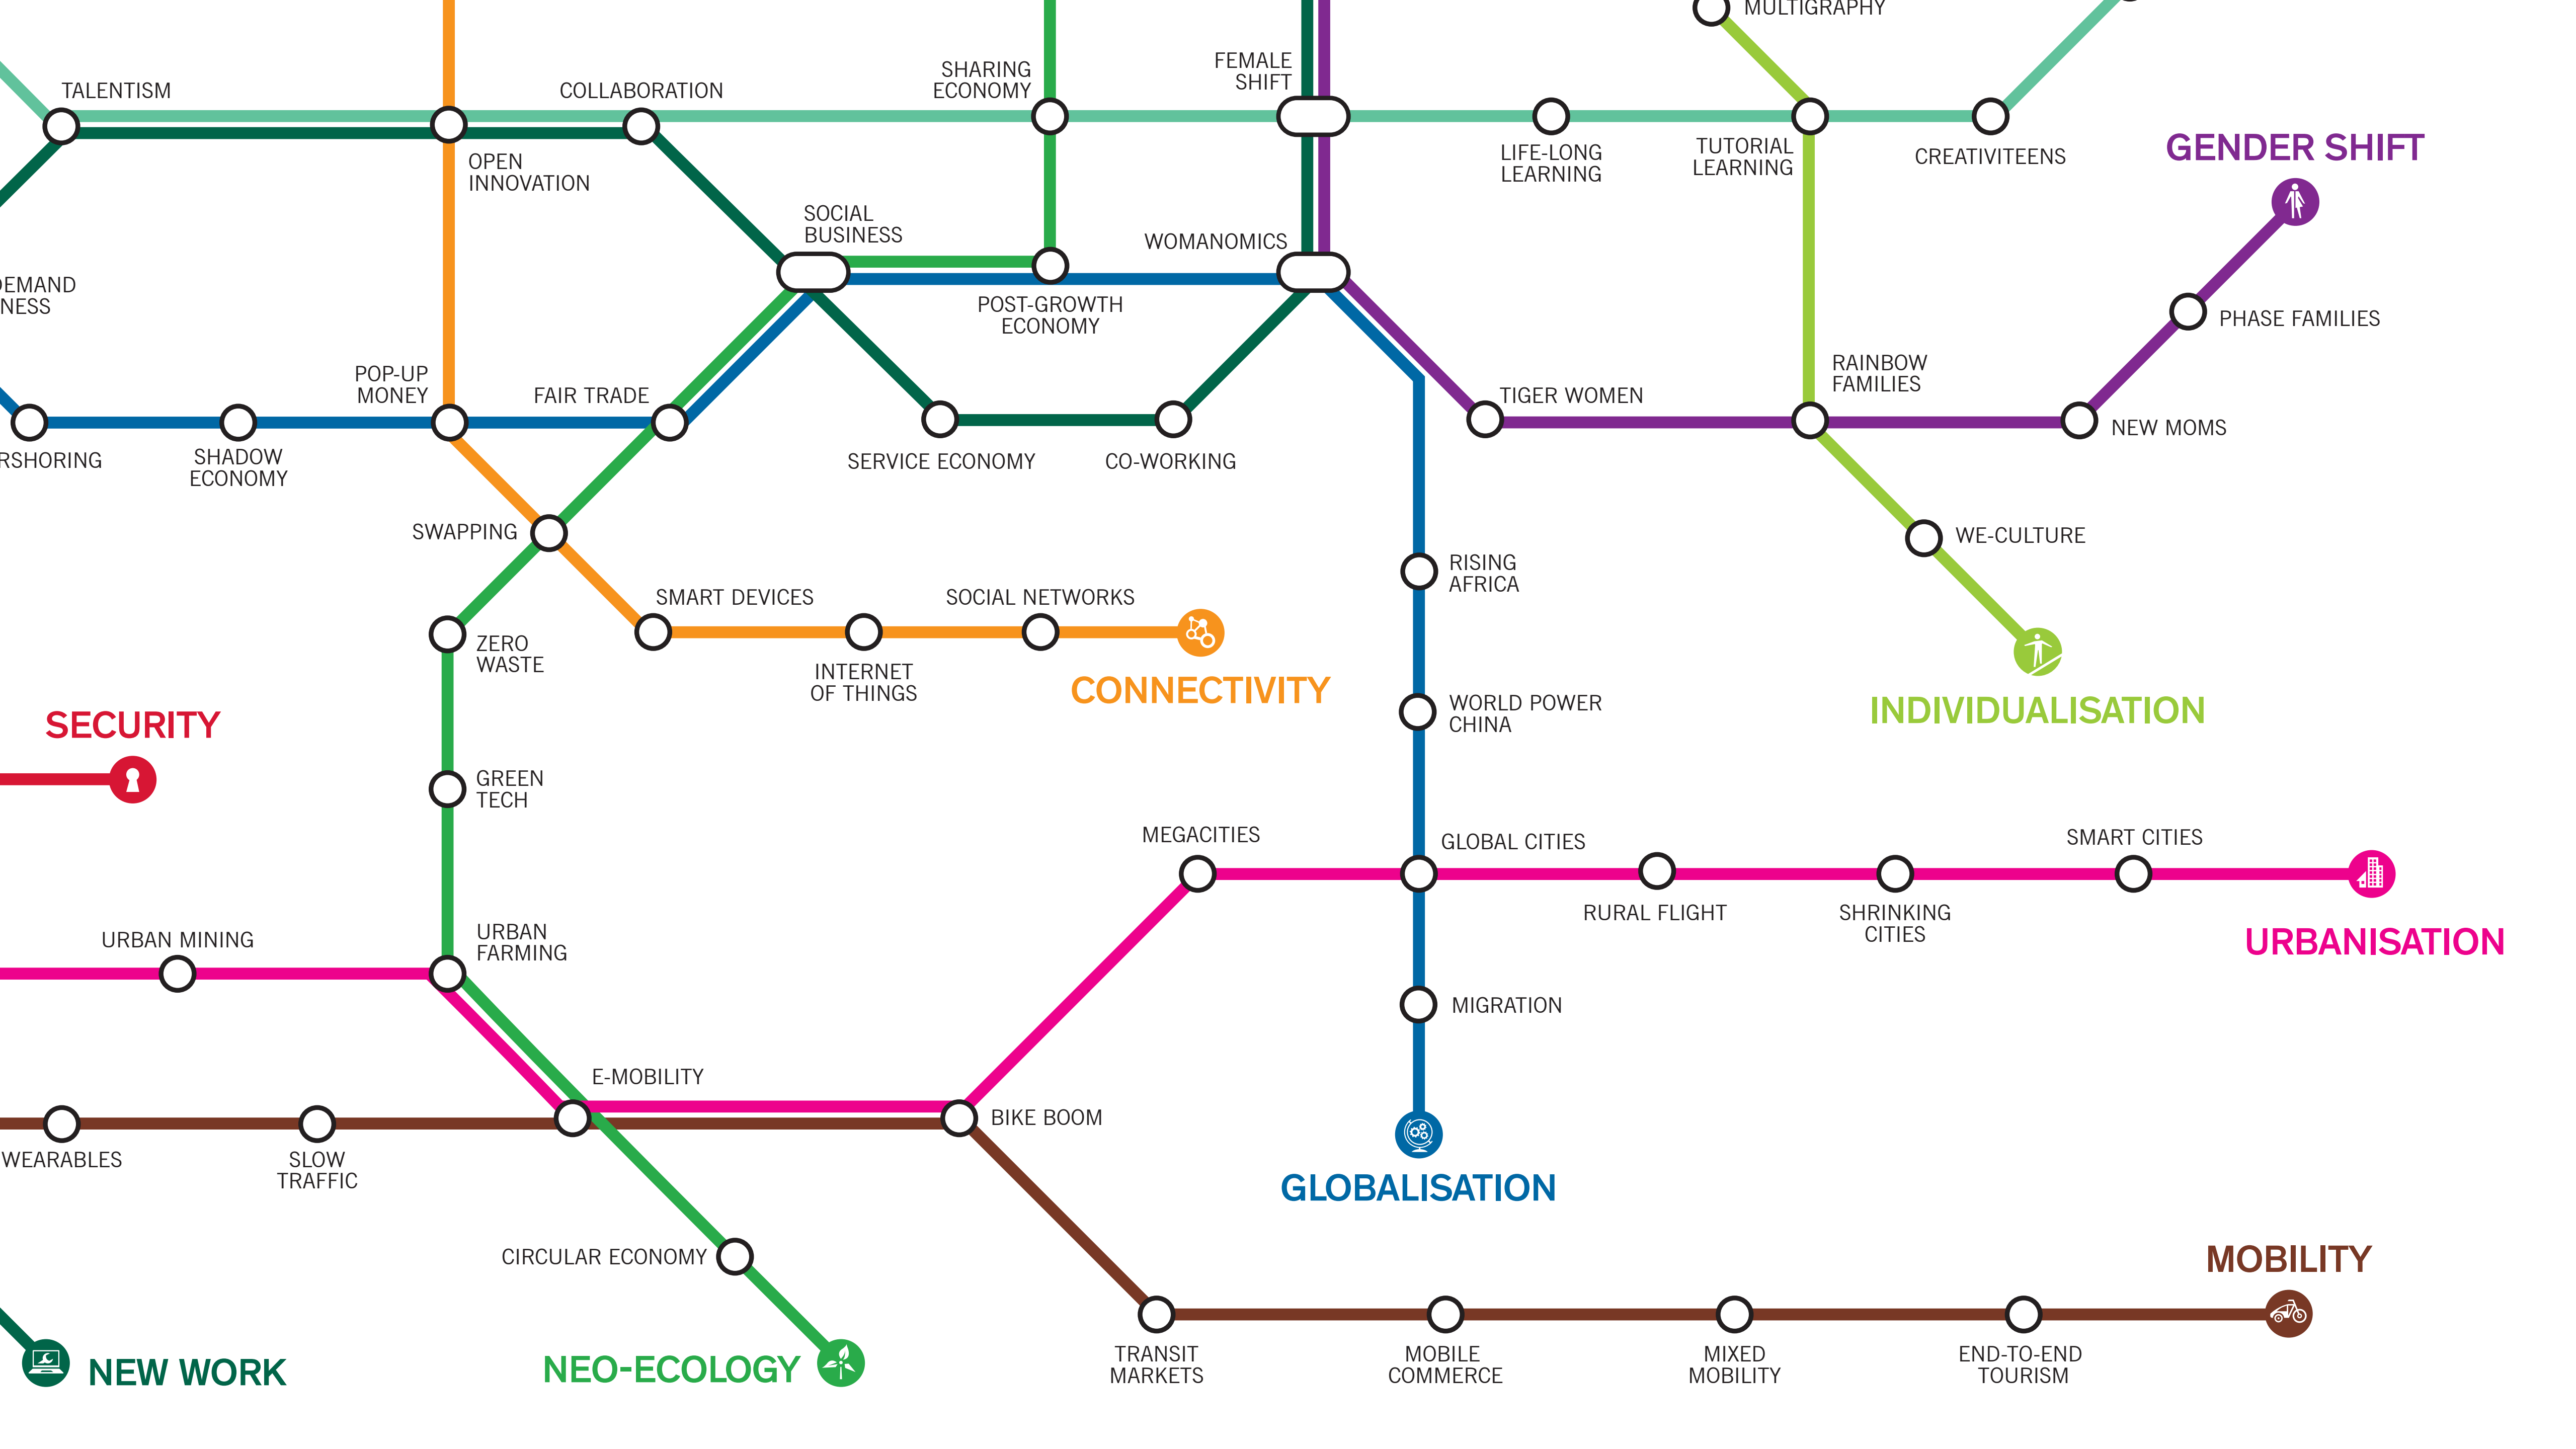 MULTIGRAPHY
TALENTISM
COLLABORATION
SHARING
ECONOMY
FEMALE
SHIFT
OPEN
INNOVATION
LIFE-LONG
LEARNING
TUTORIAL
LEARNING
CREATIVITEENS
GENDER SHIFT
SOCIAL
BUSINESS
WOMANOMICS
POST-GROWTH
ECONOMY
EMAND
NESS
PHASE FAMILIES
POP-UP
MONEY
FAIR TRADE
TIGER WOMEN
RAINBOW
FAMILIES
NEW MOMS
RSHORING
SHADOW
ECONOMY
SERVICE ECONOMY
CO-WORKING
SWAPPING
WE-CULTURE
RISING
AFRICA
SMART DEVICES
SOCIAL NETWORKS
ZERO
WASTE
INTERNET
OF THINGS
CONNECTIVITY
WORLD POWER
CHINA
INDIVIDUALISATION
SECURITY
GREEN
TECH
MEGACITIES
GLOBAL CITIES
SMART CITIES
RURAL FLIGHT
SHRINKING
CITIES
URBANISATION
URBAN MINING
URBAN
FARMING
MIGRATION
E-MOBILITY
BIKE BOOM
WEARABLES
SLOW
TRAFFIC
GLOBALISATION
CIRCULAR ECONOMY
MOBILITY
NEW WORK
NEO-ECOLOGY
TRANSIT
MARKETS
MOBILE
COMMERCE
MIXED
MOBILITY
END-TO-END
TOURISM